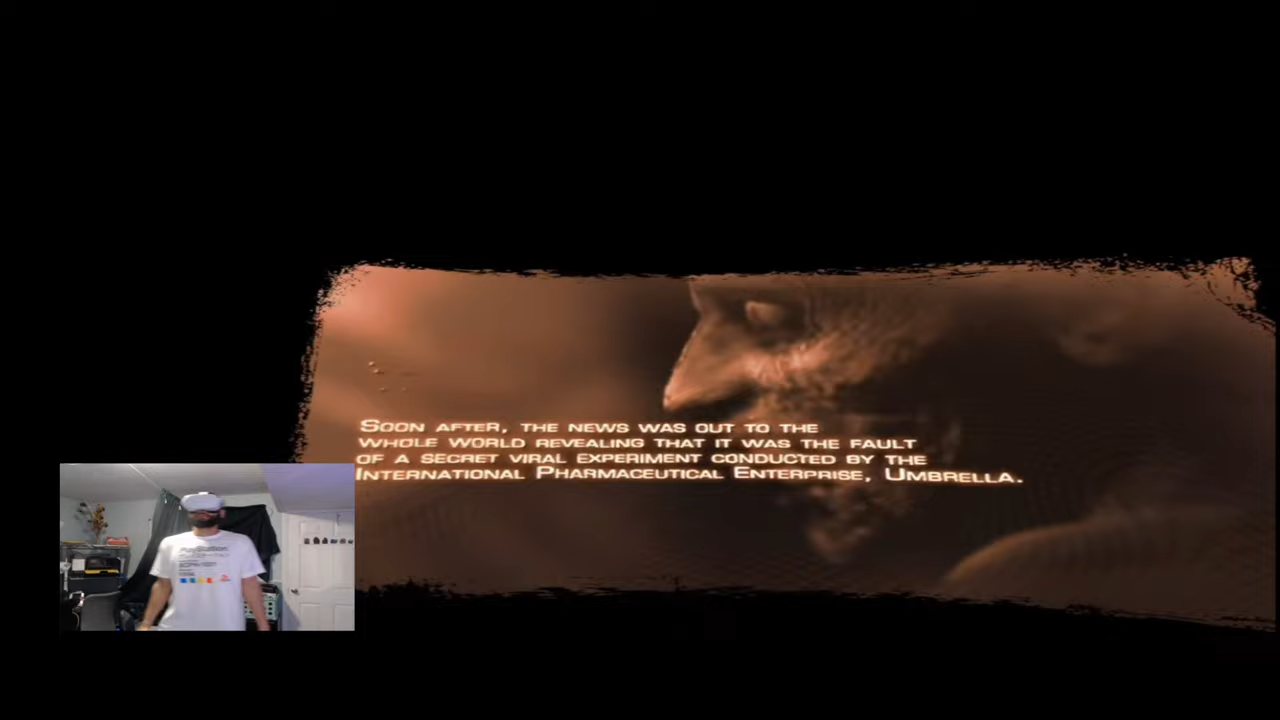 Soon after, the news was out to the
whole world revealing that it was the fault
of a secret viral experiment conducted by the
International Pharmaceutical Enterprise, Umbrella.
PlayStation